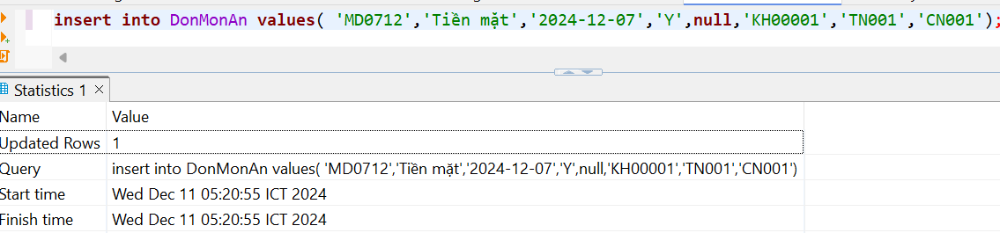 insert into DonMonAn values( 'MD0712','Tiền mặt','2024-12-07','Y',null,'KH00001','TN001','CN001');
Statistics 1
Name Value
Updated Rows 1
Query insert into DonMonAn values( 'MD0712','Tiền mặt','2024-12-07','Y',null,'KH00001','TN001','CN001')
Start time Wed Dec 11 05:20:55 ICT 2024
Finish time Wed Dec 11 05:20:55 ICT 2024